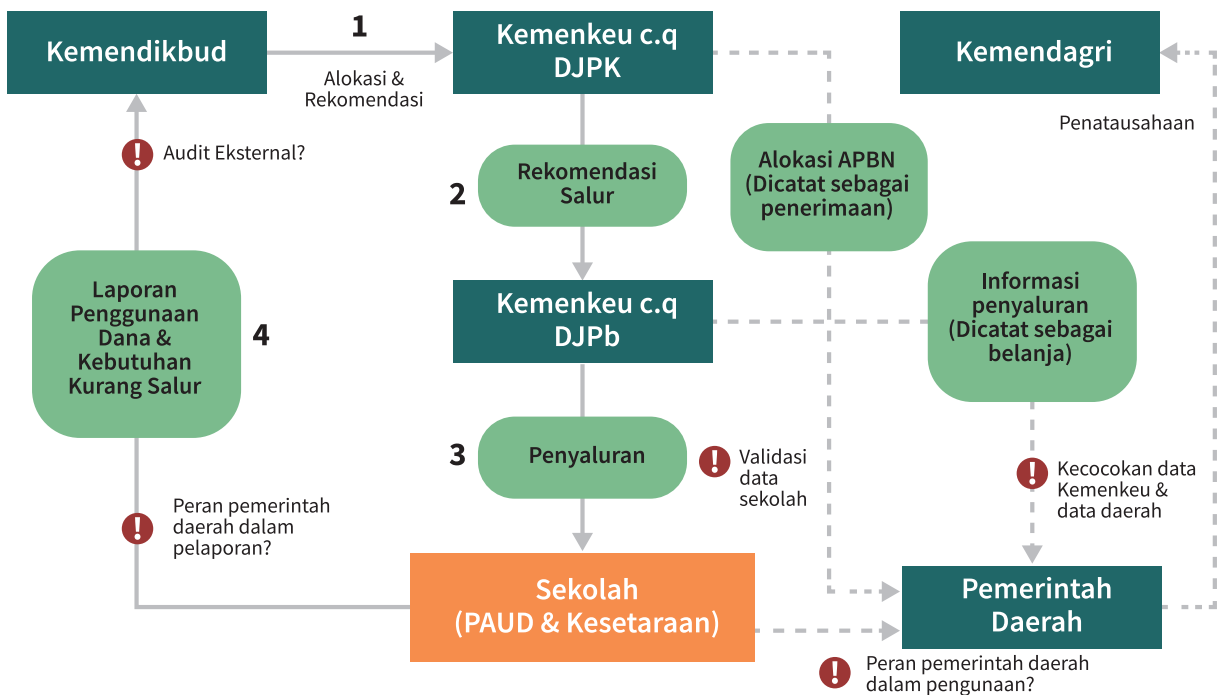 Kemendikbud
1
Alokasi &
Rekomendasi
Kemenkeu c.q
DJPK
Kemendagri
Penatausahaan
Audit Eksternal?
2
Rekomendasi
Salur
Alokasi APBN
(Dicatat sebagai
penerimaan)
Laporan
Penggunaan
Dana &
Kebutuhan
Kurang Salur
4
Kemenkeu c.q
DJPb
Informasi
penyaluran
(Dicatat sebagai
belanja)
3
Penyaluran
Validasi
data
sekolah
Kecocokan data
Kemenkeu &
data daerah
Peran pemerintah
daerah dalam
pelaporan?
Sekolah
(PAUD & Kesetaraan)
Pemerintah
Daerah
Peran pemerintah daerah
dalam pengunaan?